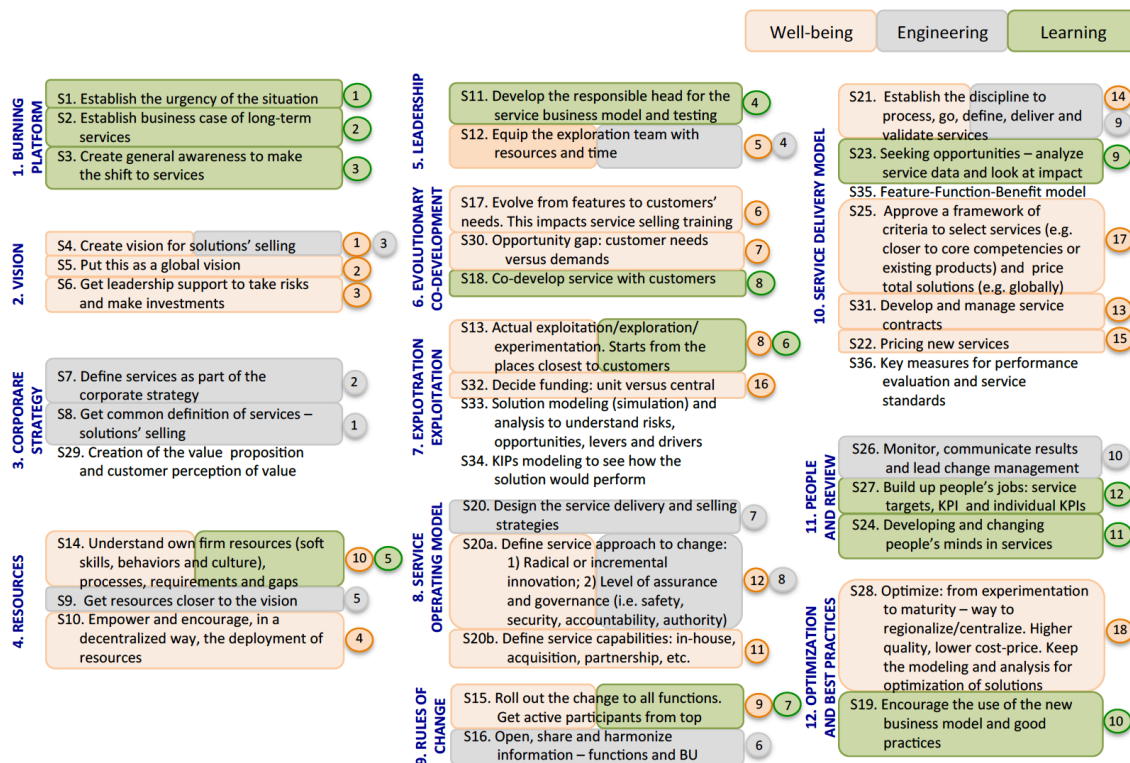 Well-being
Engineering
Learning
1. BURNING
PLATFORM
S1. Establish the urgency of the situation
1
S2. Establish business case of long-term
services
2
S3. Create general awareness to make
the shift to services
3
2. VISION
S4. Create vision for solutions’ selling
1
3
S5. Put this as a global vision
2
S6. Get leadership support to take risks
and make investments
3
3. CORPORARE
STRATEGY
S7. Define services as part of the
corporate strategy
2
S8. Get common definition of services –
solutions’ selling
1
S29. Creation of the value proposition
and customer perception of value
4. RESOURCES
S14. Understand own firm resources (soft
skills, behaviors and culture),
processes, requirements and gaps
10
5
S9. Get resources closer to the vision
5
S10. Empower and encourage, in
a decentralized way, the deployment of
resources
4
5. LEADERSHIP
S11. Develop the responsible head for the
service business model and testing
4
S12. Equip the exploration team with
resources and time
5
4
6. EVOLUTIONARY
CO-DEVELOPMENT
S17. Evolve from features to customers’
needs. This impacts service selling training
6
S30. Opportunity gap: customer needs
versus demands
7
S18. Co-develop service with customers
8
7. EXPLOTRATION
EXPLOITATION
S13. Actual exploitation/exploration/
experimentation. Starts from the
places closest to customers
8
6
S32. Decide funding: unit versus central
16
S33. Solution modeling (simulation) and
analysis to understand risks,
opportunities, levers and drivers
S34. KIPs modeling to see how the
solution would perform
8. SERVICE
OPERATING MODEL
S20. Design the service delivery and selling
strategies
7
S20a. Define service approach to change:
1) Radical or incremental
innovation; 2) Level of assurance
and governance (i.e. safety,
security, accountability, authority)
12
8
S20b. Define service capabilities: in-house,
acquisition, partnership, etc.
11
9. RULES OF
CHANGE
S15. Roll out the change to all functions.
Get active participants from top
9
7
S16. Open, share and harmonize
information – functions and BU
6
10. SERVICE DELIVERY MODEL
S21. Establish the discipline to
process, go, define, deliver and
validate services
14
9
S23. Seeking opportunities – analyze
service data and look at impact
9
S35. Feature-Function-Benefit model
S25. Approve a framework of
criteria to select services (e.g.
closer to core competencies or
existing products) and price
total solutions (e.g. globally)
17
S31. Develop and manage service
contracts
13
S22. Pricing new services
15
S36. Key measures for performance
evaluation and service
standards
11. PEOPLE
AND REVIEW
S26. Monitor, communicate results
and lead change management
10
S27. Build up people’s jobs: service
targets, KPI and individual KPIs
12
S24. Developing and changing
people’s minds in services
11
12. OPTIMIZATION
AND BEST PRACTICES
S28. Optimize: from experimentation
to maturity – way to
regionalize/centralize. Higher
quality, lower cost-price. Keep
the modeling and analysis for
optimization of solutions
18
S19. Encourage the use of the new
business model and good
practices
10